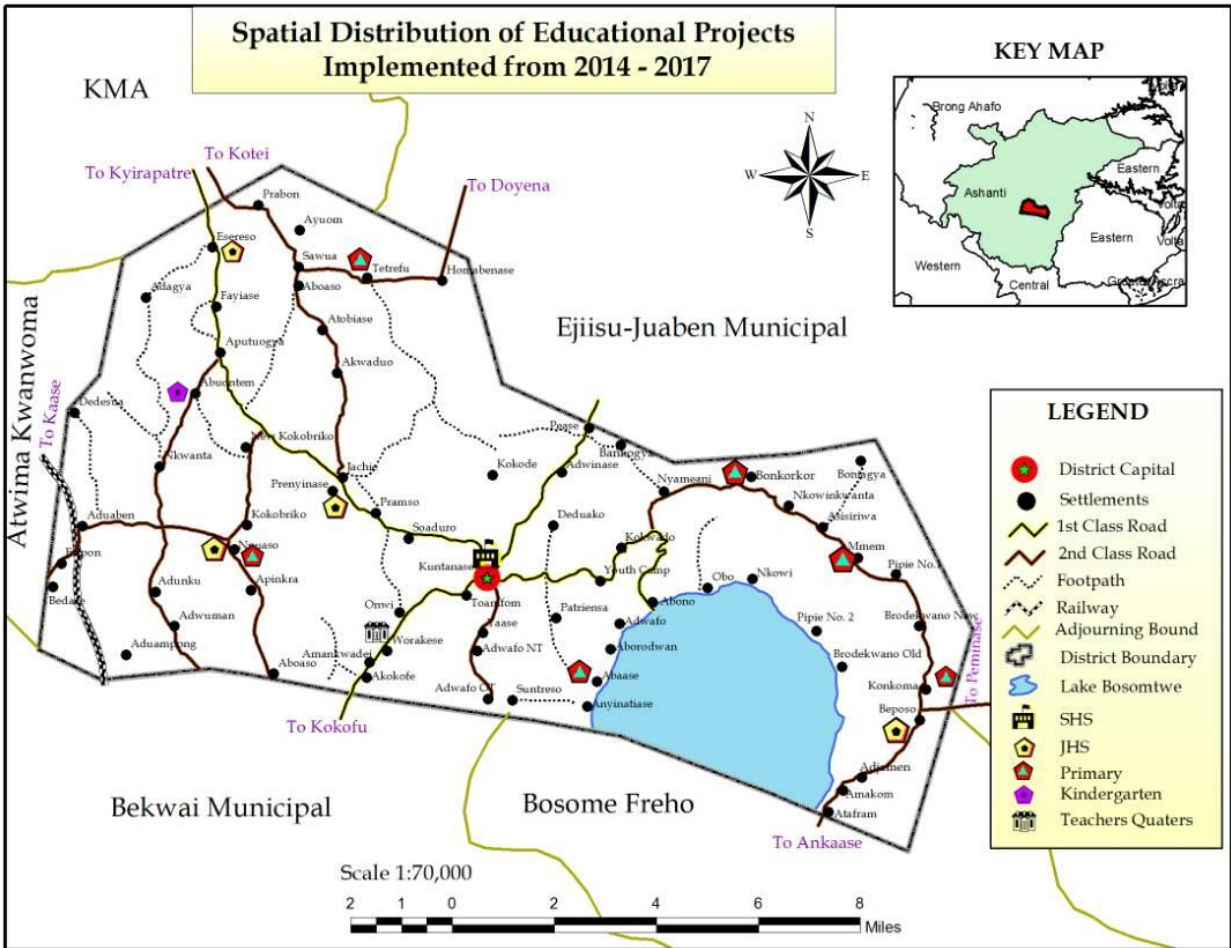 Spatial Distribution of Educational Projects
Implemented from 2014 - 2017
KEY MAP
Brong Ahafo
Ashanti
Eastern
Eastern
Volta
Western
Central
KMA
N
W
E
S
To Kotei
To Kyirapatre
To Doyena
Prabon
Ayuom
Esereso
Sawua
Tetrefu
Homabenase
Adagya
Aboaso
Fayiase
Atobiase
Ejiisu-Juaben Municipal
Aputuogya
Akwaduo
Atwima Kwanwoma
To Kaase
Abuontem
Dedesua
Pease
New Kokobriko
Bankogya
Nkwanta
Jachie
Kokode
Adwinase
Nyameani
Bonkorkor
Prenyinase
Nkowinkwanta
Pramso
Aduaben
Kokobriko
Deduako
Asisiriwa
Soaduro
Kokwado
Mmem
Kuntanase
Pipie No.1
Bedase
Adunku
Apinkra
Youth Camp
Obo
Nkowi
Toamfom
Onwi
Abono
Patriensa
Adwafo
Pipie No. 2
Brodekwano New
Adwuman
Yaase
Worakese
Aduampong
Amankwadei
Adwafo NT
Aborodwan
Brodekwano Old
To Peminase
Aboaso
Akokofe
Abaase
Konkoma
Adwafo OT
Suntreso
Anyinatiase
Beposo
To Kokofu
Amakom
Atafram
Bekwai Municipal
Bosome Freho
To Ankaase
LEGEND
District Capital
Settlements
1st Class Road
2nd Class Road
Footpath
Railway
Adjourning Bound
District Boundary
Lake Bosomtwe
SHS
JHS
Primary
Kindergarten
Teachers Quaters
Scale 1:70,000
2 1 0 2 4 6 8
Miles